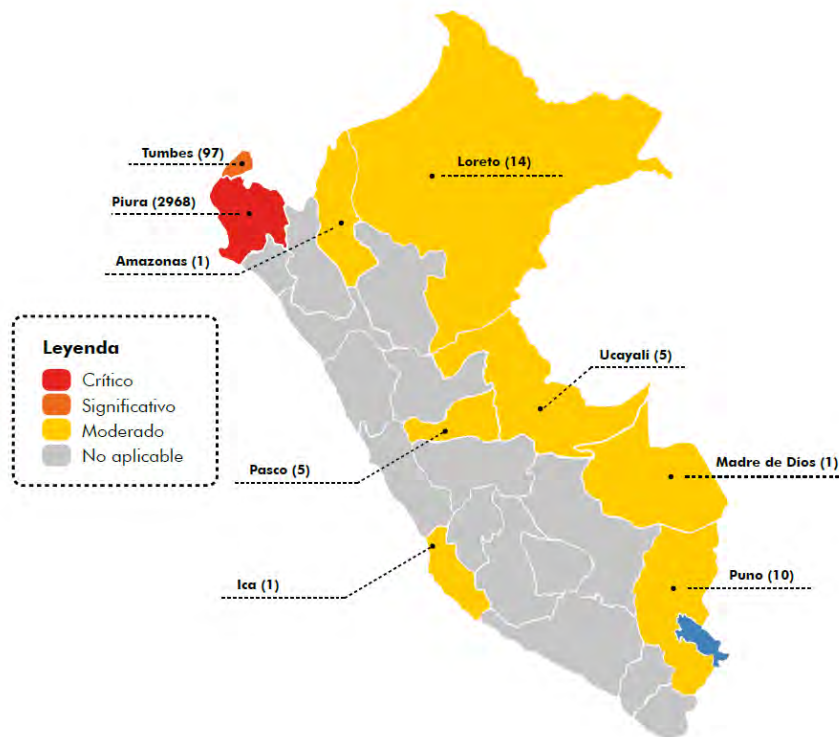 Tumbes (97)
Loreto (14)
Piura (2968)
Amazonas (1)
Leyenda
Crítico
Significativo
Moderado
No aplicable
Ucayali (5)
Pasco (5)
Madre de Dios (1)
Ica (1)
Puno (10)